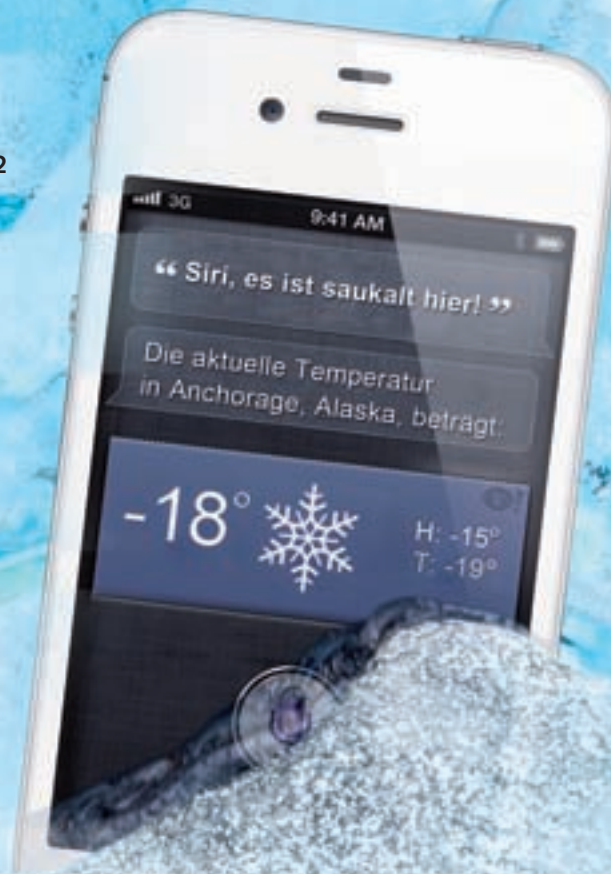 2
3G
9:41 AM
“ Siri, es ist saukalt hier! ”
Die aktuelle Temperatur
in Anchorage, Alaska, beträgt:
-18°
H: -15°
T: -19°